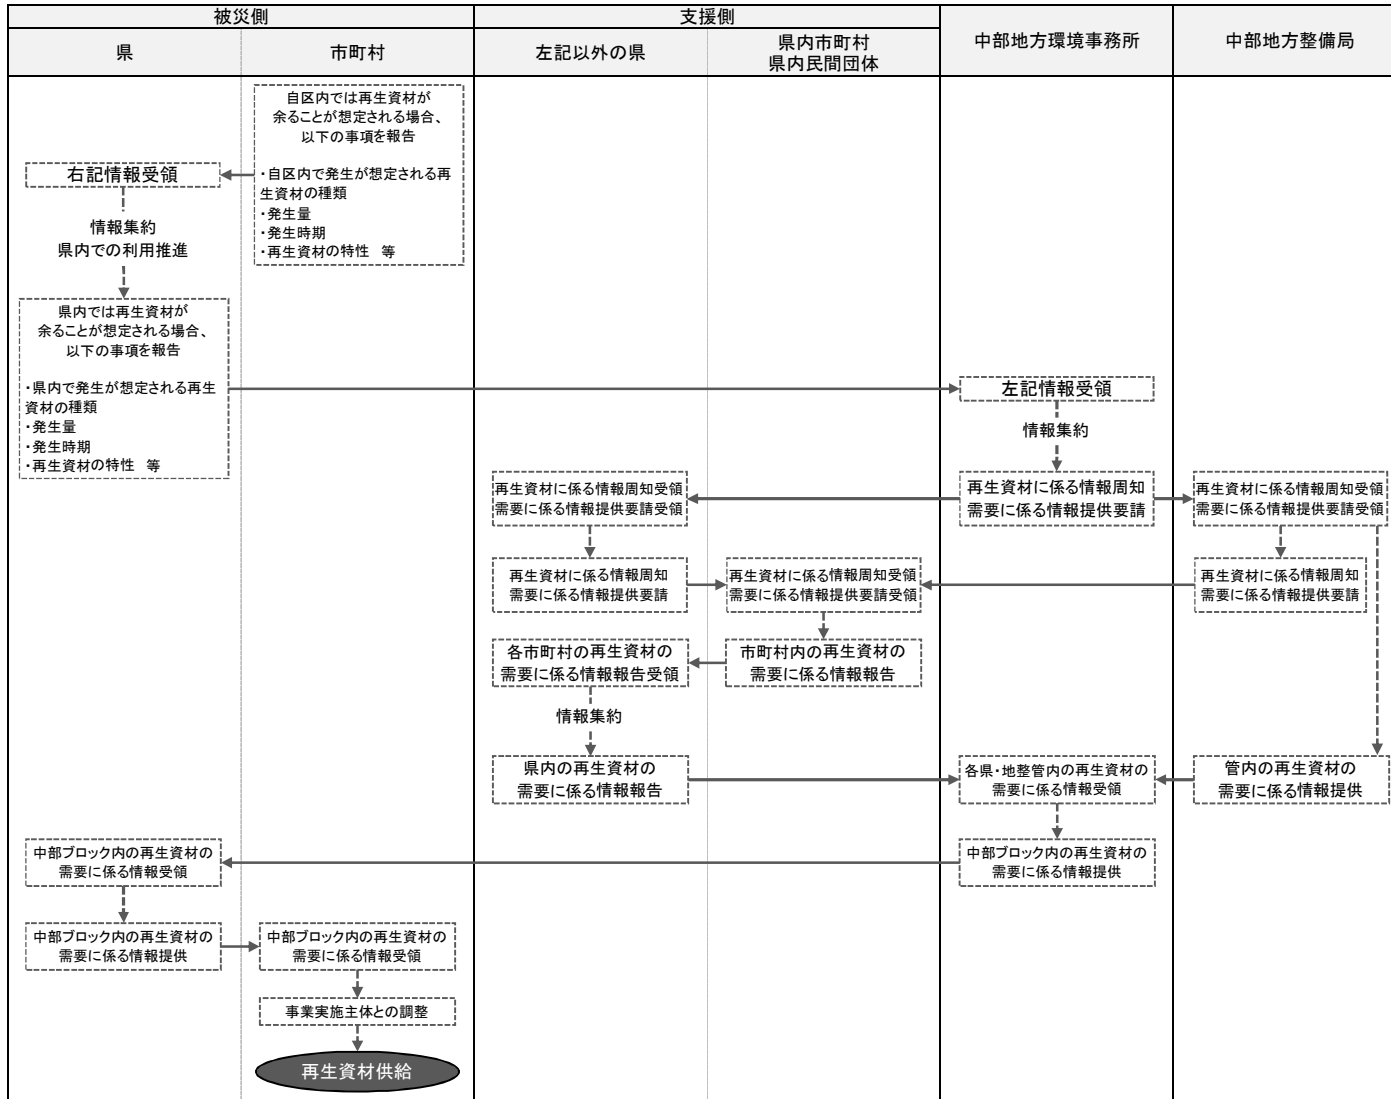 被災側
支援側
中部地方環境事務所
中部地方整備局
県
市町村
左記以外の県
県内市町村
県内民間団体
自区内では再生資材が
余ることが想定される場合、
以下の事項を報告
・自区内で発生が想定される再
生資材の種類
・発生量
・発生時期
・再生資材の特性 等
右記情報受領
情報集約
県内での利用推進
県内では再生資材が
余ることが想定される場合、
以下の事項を報告
・県内で発生が想定される再生
資材の種類
・発生量
・発生時期
・再生資材の特性 等
左記情報受領
情報集約
再生資材に係る情報周知
需要に係る情報提供要請
再生資材に係る情報周知受領
需要に係る情報提供要請受領
再生資材に係る情報周知受領
需要に係る情報提供要請受領
再生資材に係る情報周知
需要に係る情報提供要請
再生資材に係る情報周知受領
需要に係る情報提供要請受領
再生資材に係る情報周知
需要に係る情報提供要請
各市町村の再生資材の
需要に係る情報報告受領
市町村内の再生資材の
需要に係る情報報告
情報集約
県内の再生資材の
需要に係る情報報告
各県・地整管内の再生資材の
需要に係る情報受領
管内の再生資材の
需要に係る情報提供
中部ブロック内の再生資材の
需要に係る情報受領
中部ブロック内の再生資材の
需要に係る情報提供
中部ブロック内の再生資材の
需要に係る情報提供
中部ブロック内の再生資材の
需要に係る情報受領
事業実施主体との調整
再生資材供給